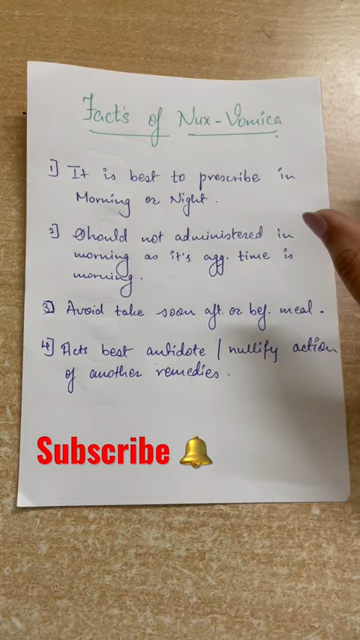 Fact's of Nux-Vomica
1] It is best to prescribe in
Morning or Night.
2] Should not administered in
morning as it's agg. time is
morning.
3] Avoid take soon aft. or bef. meal.
4] Acts best antidote / nullify action
of another remedies.
Subscribe